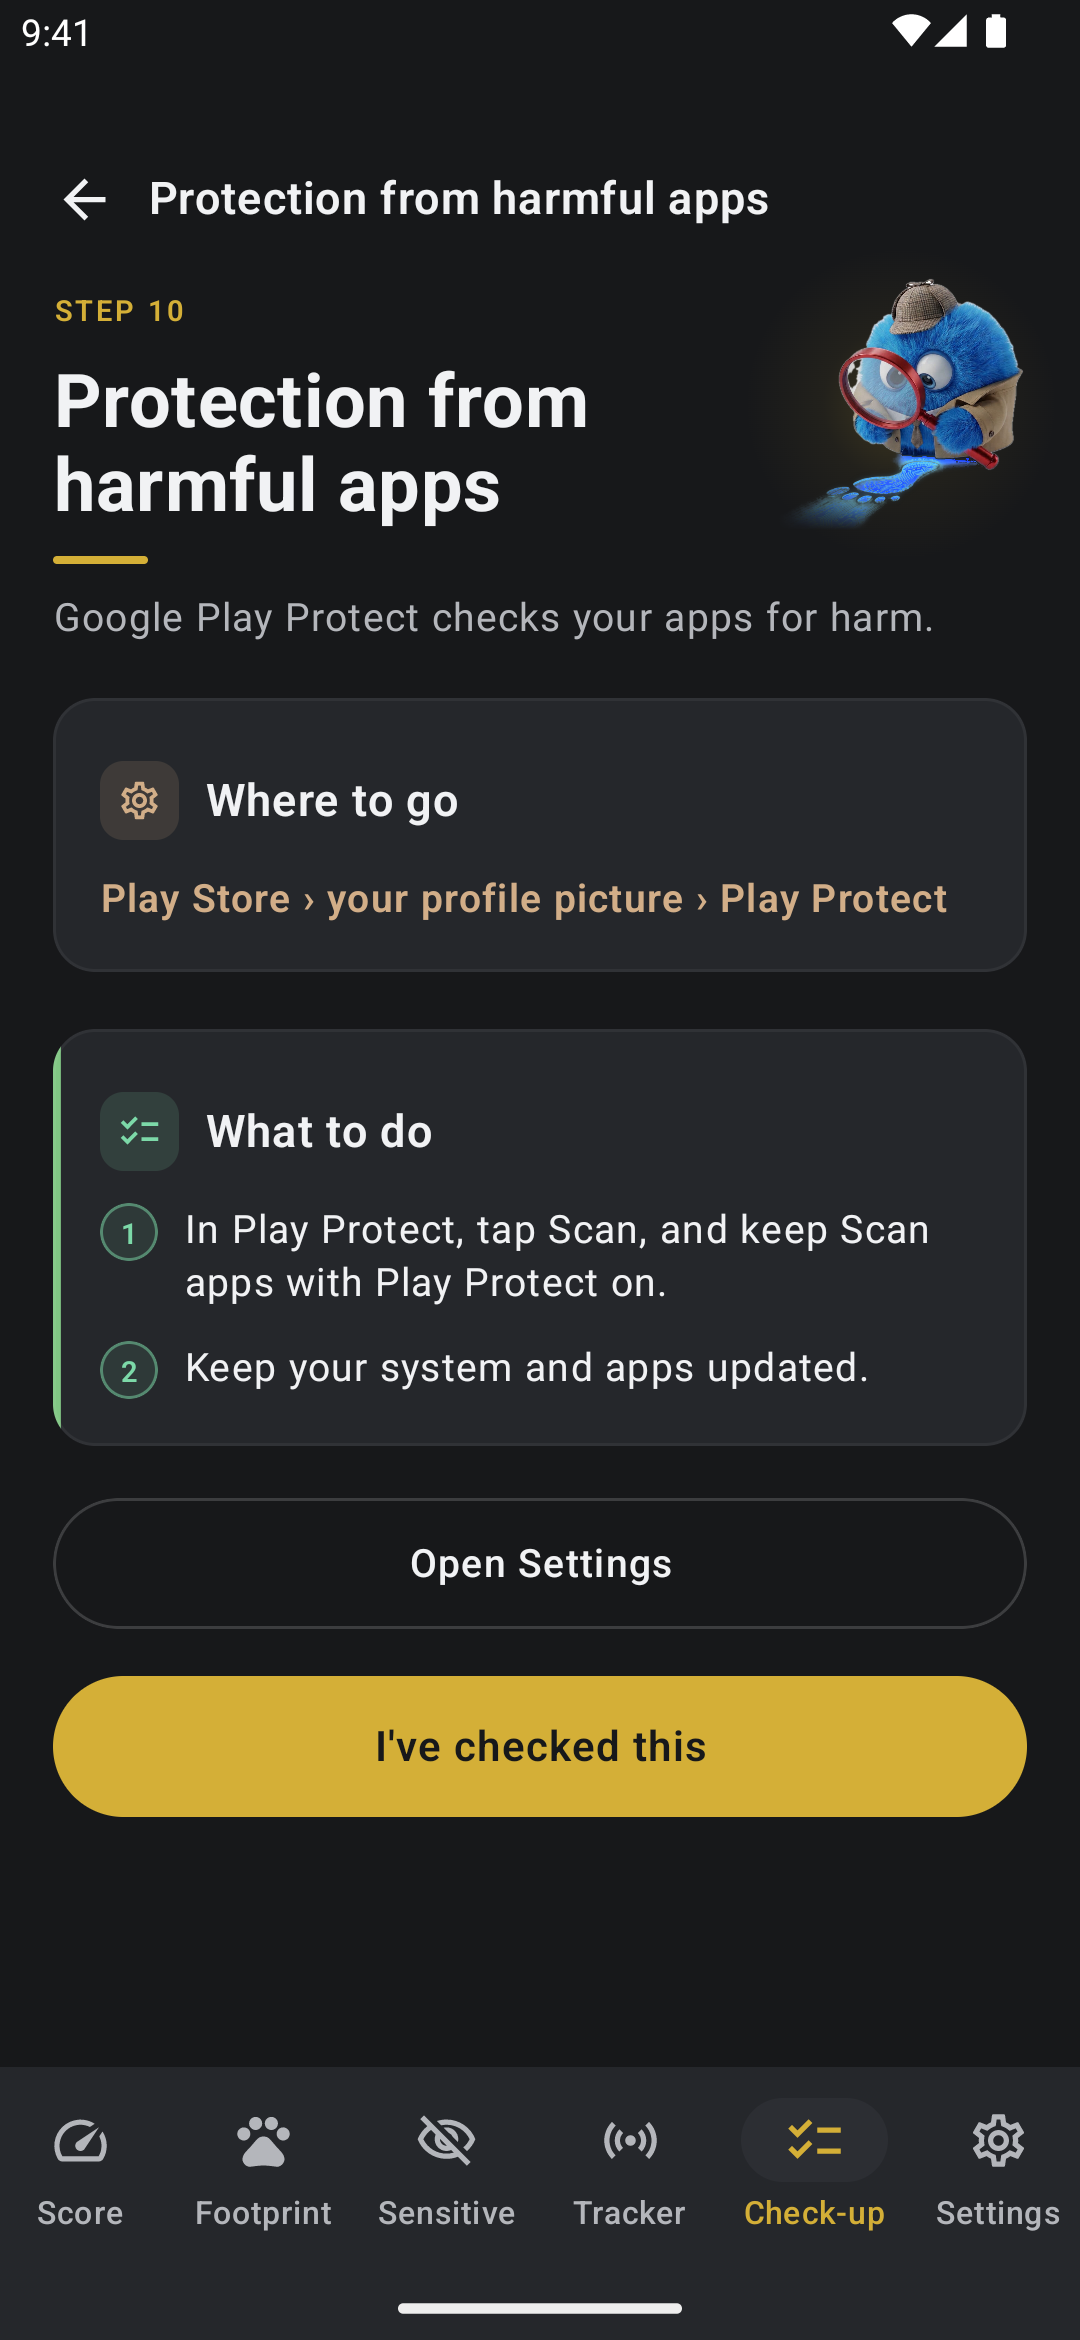 9:41
Protection from harmful apps
STEP 10
Protection from
harmful apps
Google Play Protect checks your apps for harm.
Where to go
Play Store › your profile picture › Play Protect
What to do
1 In Play Protect, tap Scan, and keep Scan
apps with Play Protect on.
2 Keep your system and apps updated.
Open Settings
I've checked this
Score Footprint Sensitive Tracker Check-up Settings